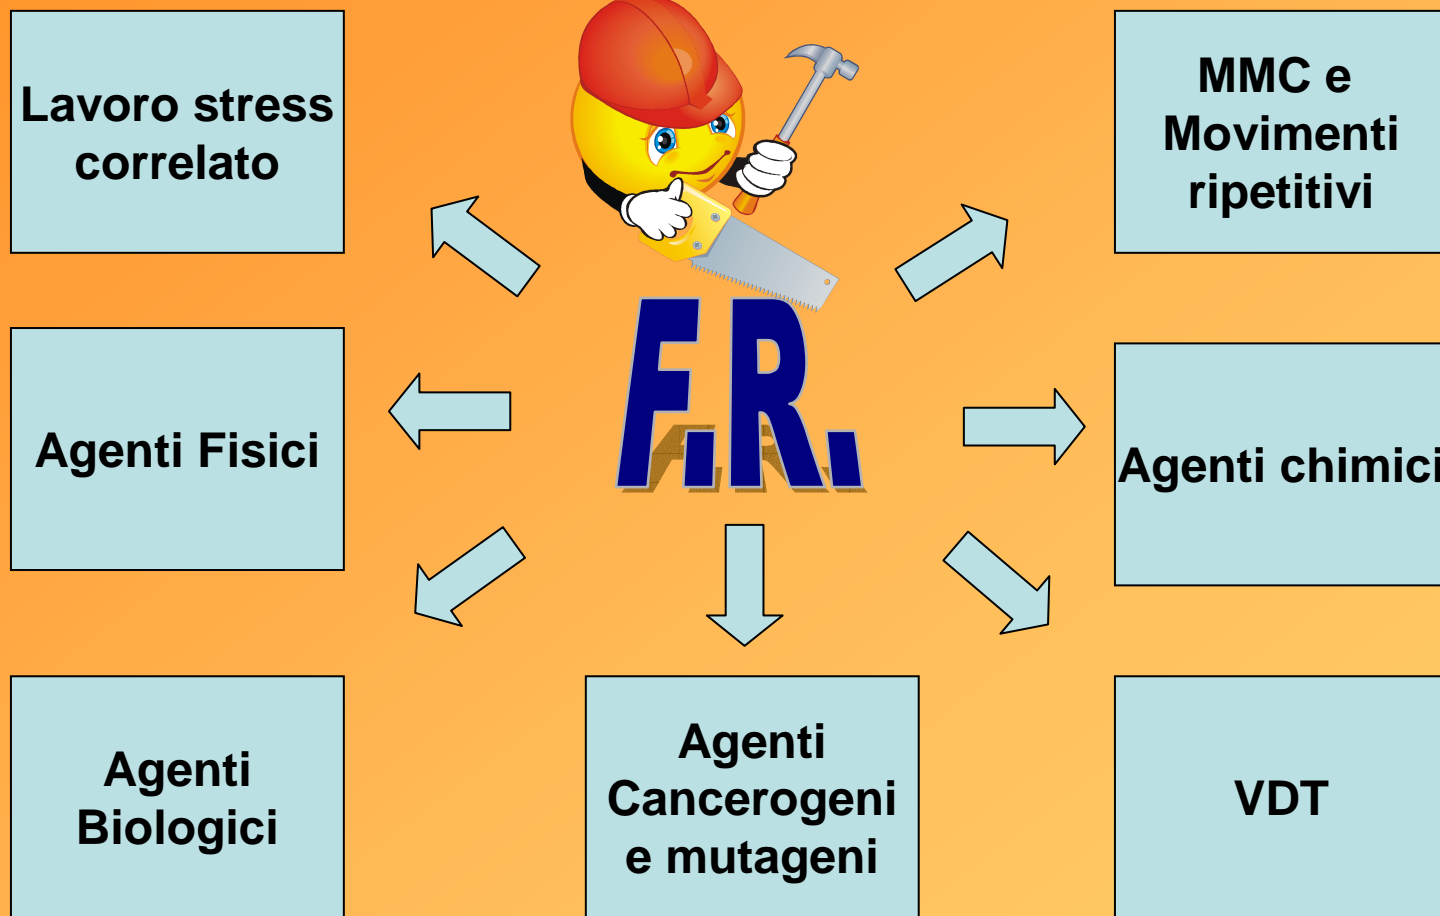 Lavoro stress
correlato
MMC e
Movimenti
ripetitivi
F.R.
Agenti Fisici
Agenti chimici
Agenti
Biologici
Agenti
Cancerogeni
e mutageni
VDT